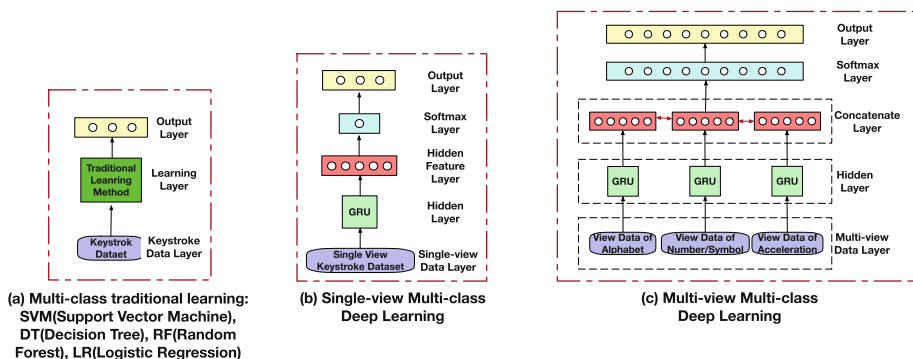 Output
Layer
Traditional
Leanring
Method
Learning
Layer
Keystrok
Dataet
Keystroke
Data Layer
(a) Multi-class traditional learning:
SVM(Support Vector Machine),
DT(Decision Tree), RF(Random
Forest), LR(Logistic Regression)
Output
Layer
Softmax
Layer
Hidden
Feature
Layer
GRU
Hidden
Layer
Single View
Keystroke Dataset
Single-view
Data Layer
(b) Single-view Multi-class
Deep Learning
Output
Layer
Softmax
Layer
Concatenate
Layer
GRU
GRU
GRU
Hidden
Layer
View Data of
Alphabet
View Data of
Number/Symbol
View Data of
Acceleration
Multi-view
Data Layer
(c) Multi-view Multi-class
Deep Learning